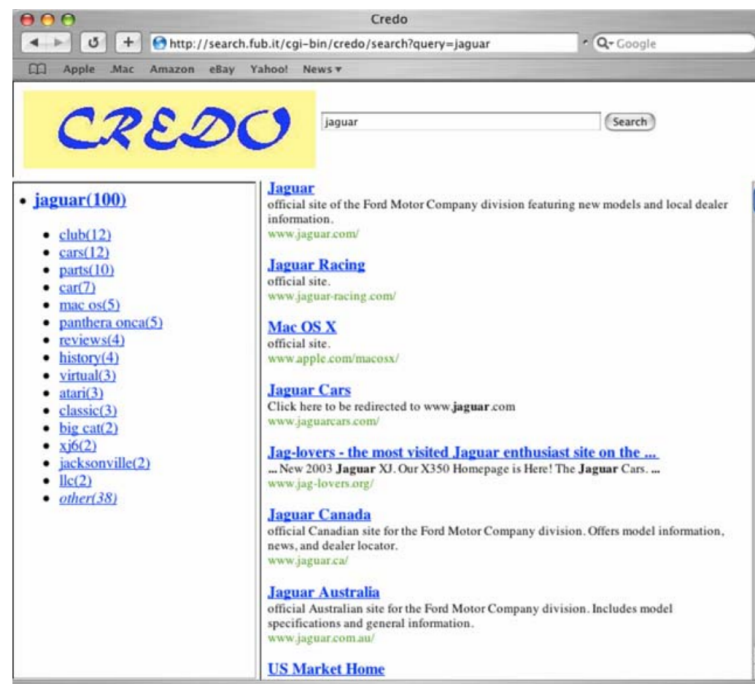 Credo
http://search.fub.it/cgi-bin/credo/search?query=jaguar
Google
Apple .Mac Amazon eBay Yahoo! News
CREDO
jaguar
Search
jaguar(100)
club(12)
cars(12)
parts(10)
car(7)
mac os(5)
panthera onca(5)
reviews(4)
history(4)
virtual(3)
atari(3)
classic(3)
big cat(2)
xj6(2)
jacksonville(2)
llc(2)
other(38)
Jaguar
official site of the Ford Motor Company division featuring new models and local dealer
information.
www.jaguar.com/
Jaguar Racing
official site.
www.jaguar-racing.com/
Mac OS X
official site.
www.apple.com/macosx/
Jaguar Cars
Click here to be redirected to www.jaguar.com
www.jaguarcars.com/
Jag-lovers - the most visited Jaguar enthusiast site on the ...
... New 2003 Jaguar XJ. Our X350 Homepage is Here! The Jaguar Cars. ...
www.jag-lovers.org/
Jaguar Canada
official Canadian site for the Ford Motor Company division. Offers model information,
news, and dealer locator.
www.jaguar.ca/
Jaguar Australia
official Australian site for the Ford Motor Company division. Includes model
specifications and general information.
www.jaguar.com.au/
US Market Home